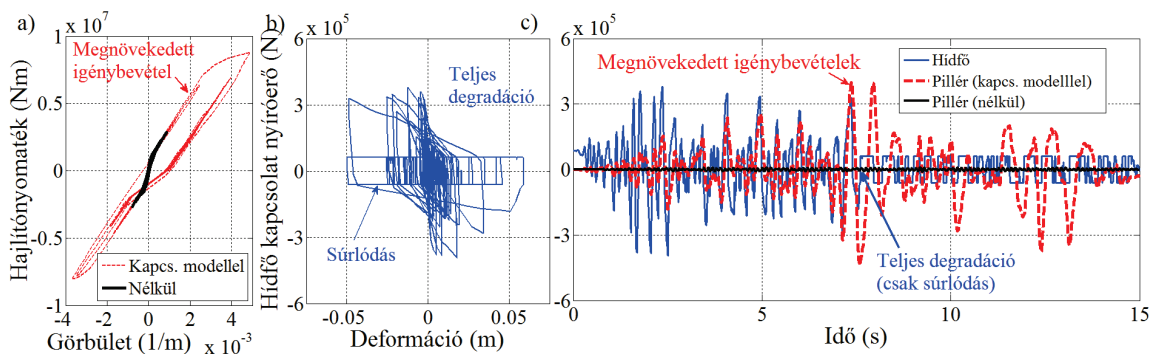 a)
x 10^7
Hajlítónyomaték (Nm)
1
0.5
0
-0.5
-1
Megnövekedett
igénybevétel
Kapcs. modellel
Nélkül
-4
-2
0
2
4
Görbület (1/m)
x 10^-3
b)
x 10^5
Hídfő kapcsolat nyíróerő (N)
6
3
0
-3
-6
Teljes
degradáció
Súrlódás
-0.05
0
0.05
Deformáció (m)
c)
x 10^5
6
3
0
-3
-6
Megnövekedett igénybevételek
Hídfő
Pillér (kapcs. modelllel)
Pillér (nélkül)
Teljes degradáció
(csak súrlódás)
0
5
10
15
Idő (s)